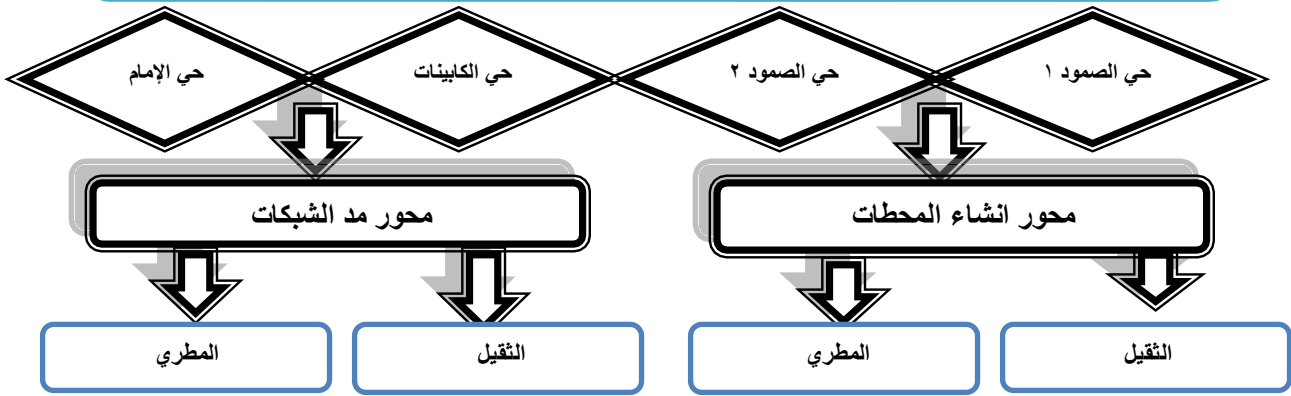 حي الصمود ١
حي الصمود ٢
حي الكابينات
حي الإمام
محور انشاء المحطات
محور مد الشبكات
الثقيل
المطري
الثقيل
المطري